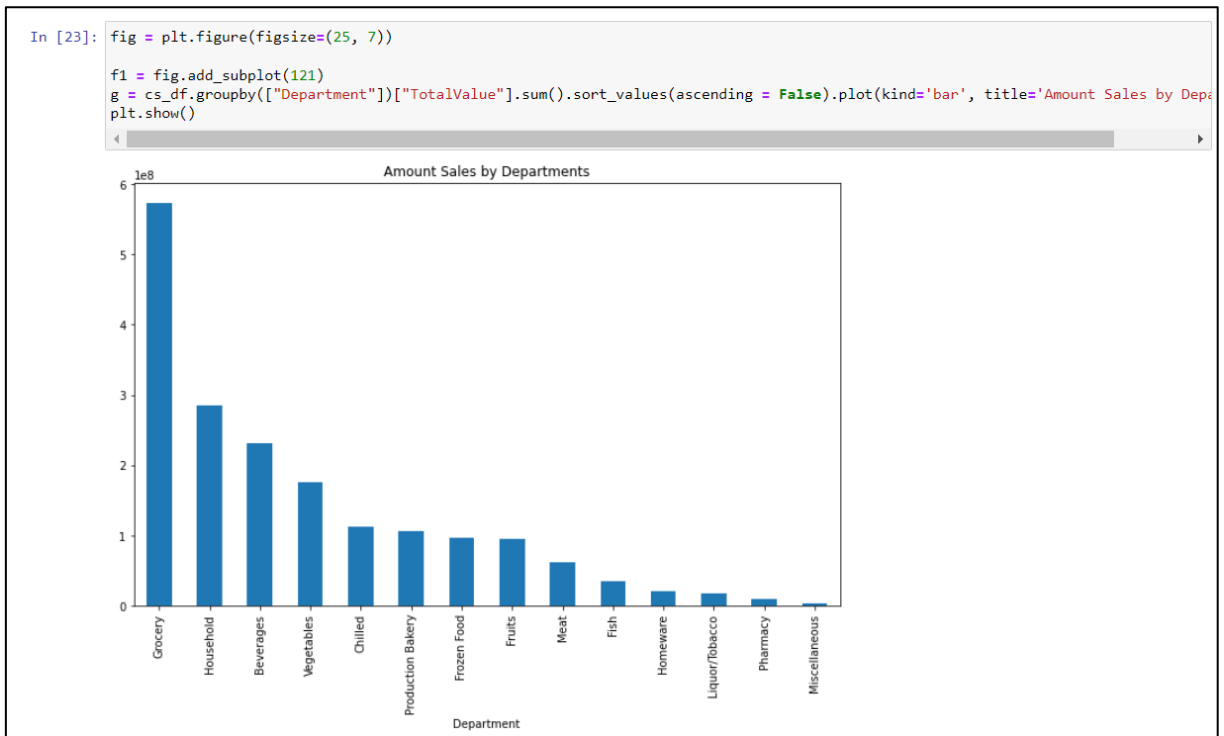 In [23]: fig = plt.figure(figsize=(25, 7))
f1 = fig.add_subplot(121)
g = cs_df.groupby(["Department"])["TotalValue"].sum().sort_values(ascending = False).plot(kind='bar', title='Amount Sales by Depa
plt.show()
Amount Sales by Departments
1e8
6
5
4
3
2
1
0
Grocery
Household
Beverages
Vegetables
Chilled
Production Bakery
Frozen Food
Fruits
Meat
Fish
Homeware
Liquor/Tobacco
Pharmacy
Miscellaneous
Department